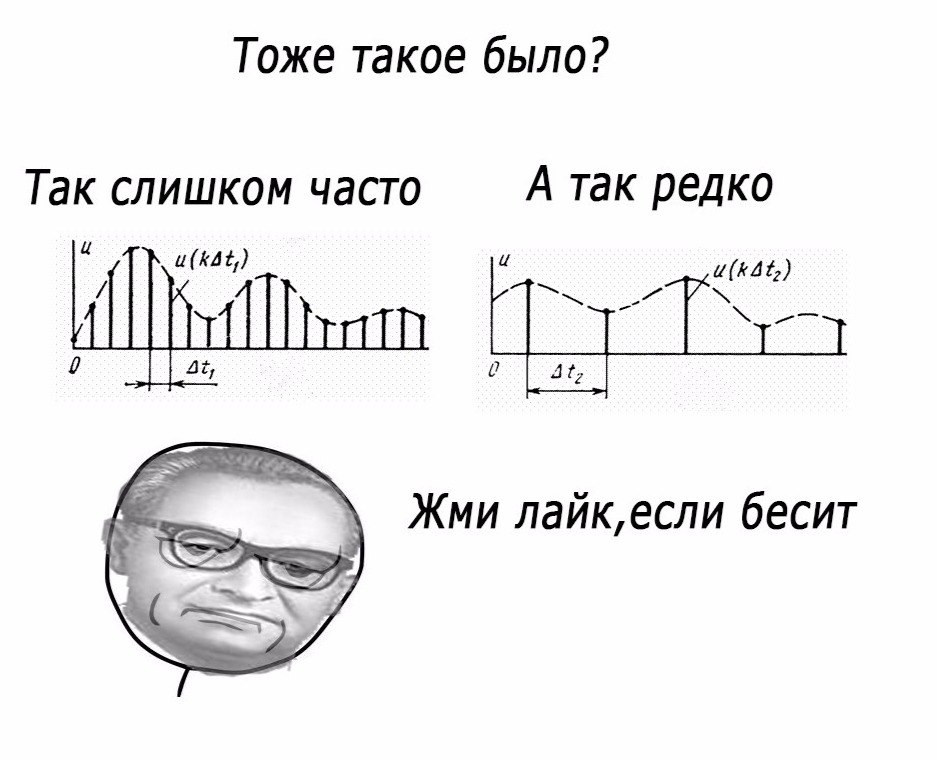 Тоже такое было?
Так слишком часто
А так редко
u
u(kΔt₁)
0
Δt₁
u
u(kΔt₂)
0
Δt₂
Жми лайк,если бесит